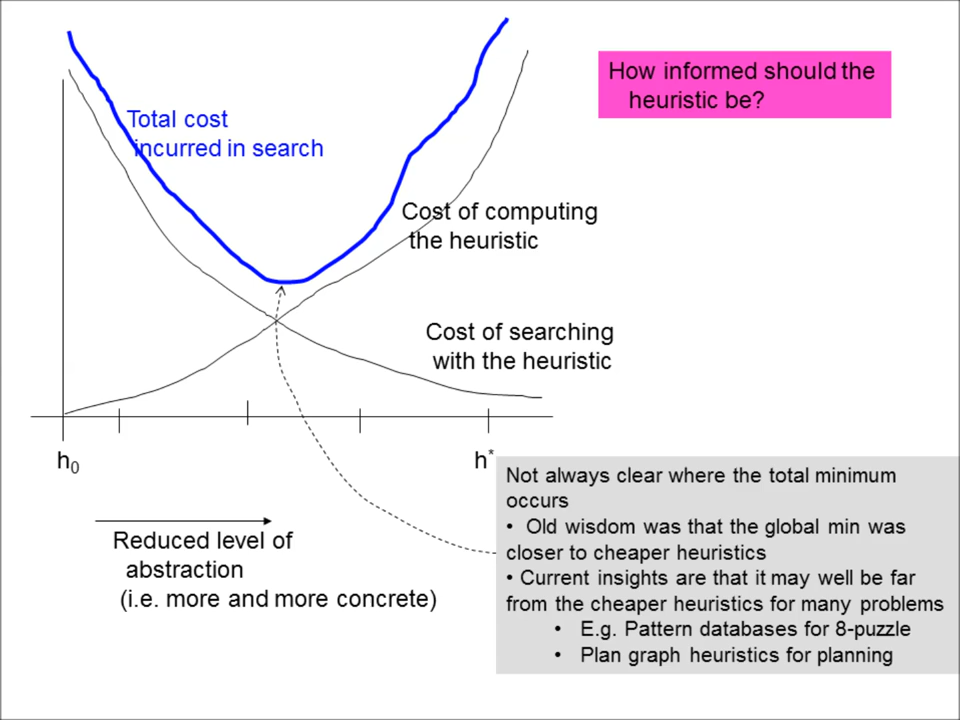 How informed should the
heuristic be?
Total cost
incurred in search
Cost of computing
the heuristic
Cost of searching
with the heuristic
h0
h*
Reduced level of
abstraction
(i.e. more and more concrete)
Not always clear where the total minimum
occurs
• Old wisdom was that the global min was
closer to cheaper heuristics
• Current insights are that it may well be far
from the cheaper heuristics for many problems
• E.g. Pattern databases for 8-puzzle
• Plan graph heuristics for planning